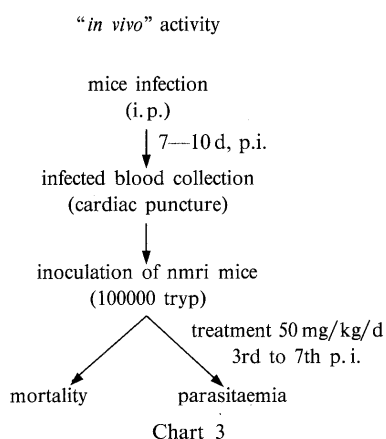 “in vivo” activity
mice infection
(i.p.)
7—10 d, p.i.
infected blood collection
(cardiac puncture)
inoculation of nmri mice
(100000 tryp)
treatment 50 mg/kg/d
3rd to 7th p. i.
mortality parasitaemia
Chart 3